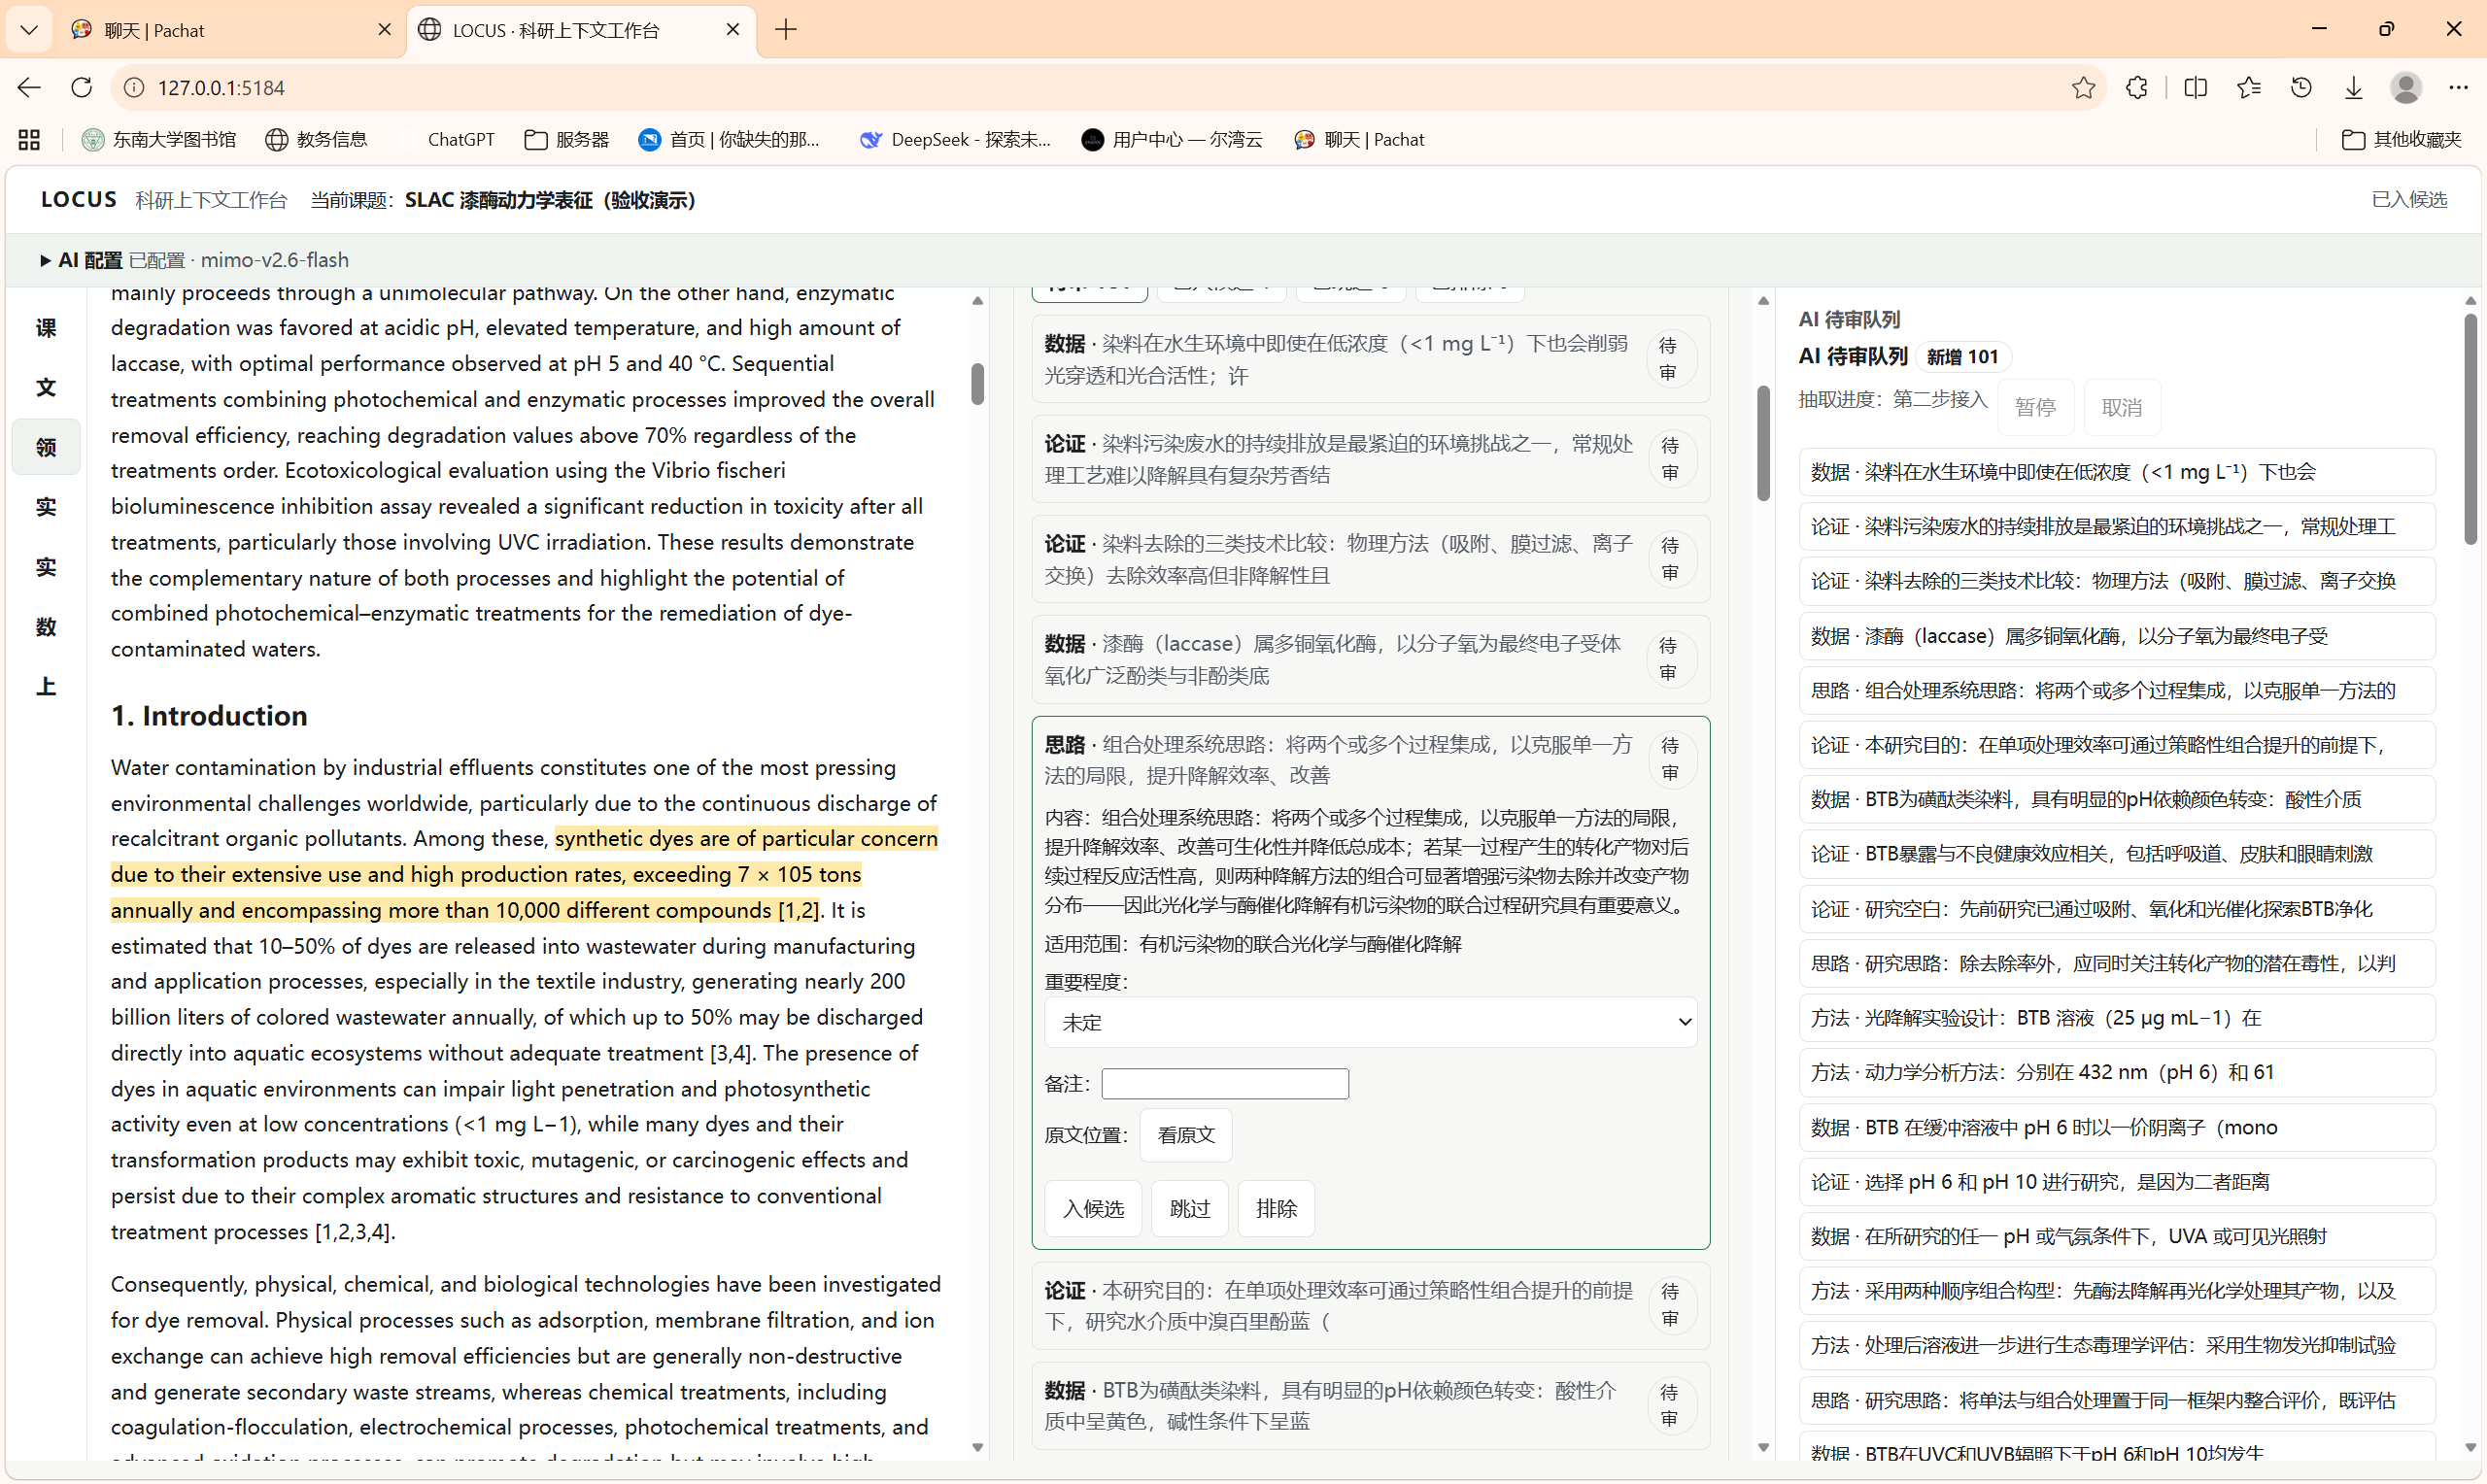 聊天 | Pachat
LOCUS · 科研上下文工作台
127.0.0.1:5184
东南大学图书馆
教务信息
ChatGPT
服务器
首页 | 你缺失的那...
DeepSeek - 探索未...
用户中心 — 尔湾云
聊天 | Pachat
其他收藏夹
LOCUS 科研上下文工作台 当前课题：SLAC 漆酶动力学表征（验收演示）
已入候选
AI 配置 已配置 · mimo-v2.6-flash
课
文
领
实
实
数
上
mainly proceeds through a unimolecular pathway. On the other hand, enzymatic
degradation was favored at acidic pH, elevated temperature, and high amount of
laccase, with optimal performance observed at pH 5 and 40 °C. Sequential
treatments combining photochemical and enzymatic processes improved the overall
removal efficiency, reaching degradation values above 70% regardless of the
treatments order. Ecotoxicological evaluation using the Vibrio fischeri
bioluminescence inhibition assay revealed a significant reduction in toxicity after all
treatments, particularly those involving UVC irradiation. These results demonstrate
the complementary nature of both processes and highlight the potential of
combined photochemical–enzymatic treatments for the remediation of dye-
contaminated waters.
1. Introduction
Water contamination by industrial effluents constitutes one of the most pressing
environmental challenges worldwide, particularly due to the continuous discharge of
recalcitrant organic pollutants. Among these, synthetic dyes are of particular concern
due to their extensive use and high production rates, exceeding 7 × 105 tons
annually and encompassing more than 10,000 different compounds [1,2]. It is
estimated that 10–50% of dyes are released into wastewater during manufacturing
and application processes, especially in the textile industry, generating nearly 200
billion liters of colored wastewater annually, of which up to 50% may be discharged
directly into aquatic ecosystems without adequate treatment [3,4]. The presence of
dyes in aquatic environments can impair light penetration and photosynthetic
activity even at low concentrations (<1 mg L−1), while many dyes and their
transformation products may exhibit toxic, mutagenic, or carcinogenic effects and
persist due to their complex aromatic structures and resistance to conventional
treatment processes [1,2,3,4].
Consequently, physical, chemical, and biological technologies have been investigated
for dye removal. Physical processes such as adsorption, membrane filtration, and ion
exchange can achieve high removal efficiencies but are generally non-destructive
and generate secondary waste streams, whereas chemical treatments, including
coagulation-flocculation, electrochemical processes, photochemical treatments, and
数据 · 染料在水生环境中即使在低浓度（<1 mg L⁻¹）下也会削弱
光穿透和光合活性；许
待审
论证 · 染料污染废水的持续排放是最紧迫的环境挑战之一，常规处
理工艺难以降解具有复杂芳香结
待审
论证 · 染料去除的三类技术比较：物理方法（吸附、膜过滤、离子
交换）去除效率高但非降解性且
待审
数据 · 漆酶（laccase）属多铜氧化酶，以分子氧为最终电子受体
氧化广泛酚类与非酚类底
待审
思路 · 组合处理系统思路：将两个或多个过程集成，以克服单一方
法的局限，提升降解效率、改善
待审
内容：组合处理系统思路：将两个或多个过程集成，以克服单一方法的局限，
提升降解效率、改善可生化性并降低总成本；若某一过程产生的转化产物对后
续过程反应活性高，则两种降解方法的组合可显著增强污染物去除并改变产物
分布——因此光化学与酶催化降解有机污染物的联合过程研究具有重要意义。
适用范围：有机污染物的联合光化学与酶催化降解
重要程度：
未定
备注：
原文位置： 看原文
入候选 跳过 排除
论证 · 本研究目的：在单项处理效率可通过策略性组合提升的前提
下，研究水介质中溴百里酚蓝（
待审
数据 · BTB为磺酞类染料，具有明显的pH依赖颜色转变：酸性介
质中呈黄色，碱性条件下呈蓝
待审
AI 待审队列
AI 待审队列 新增 101
抽取进度：第二步接入 暂停 取消
数据 · 染料在水生环境中即使在低浓度（<1 mg L⁻¹）下也会
论证 · 染料污染废水的持续排放是最紧迫的环境挑战之一，常规处理工
论证 · 染料去除的三类技术比较：物理方法（吸附、膜过滤、离子交换
数据 · 漆酶（laccase）属多铜氧化酶，以分子氧为最终电子受
思路 · 组合处理系统思路：将两个或多个过程集成，以克服单一方法的
论证 · 本研究目的：在单项处理效率可通过策略性组合提升的前提下，
数据 · BTB为磺酞类染料，具有明显的pH依赖颜色转变：酸性介质
论证 · BTB暴露与不良健康效应相关，包括呼吸道、皮肤和眼睛刺激
论证 · 研究空白：先前研究已通过吸附、氧化和光催化探索BTB净化
思路 · 研究思路：除去除率外，应同时关注转化产物的潜在毒性，以判
方法 · 光降解实验设计：BTB 溶液（25 µg mL−1）在
方法 · 动力学分析方法：分别在 432 nm（pH 6）和 61
数据 · BTB 在缓冲溶液中 pH 6 时以一价阴离子（mono
论证 · 选择 pH 6 和 pH 10 进行研究，是因为二者距离
数据 · 在所研究的任一 pH 或气氛条件下，UVA 或可见光照射
方法 · 采用两种顺序组合构型：先酶法降解再光化学处理其产物，以及
方法 · 处理后溶液进一步进行生态毒理学评估：采用生物发光抑制试验
思路 · 研究思路：将单法与组合处理置于同一框架内整合评价，既评估
数据 · BTB在UVC和UVB辐照下于pH 6和pH 10均发生